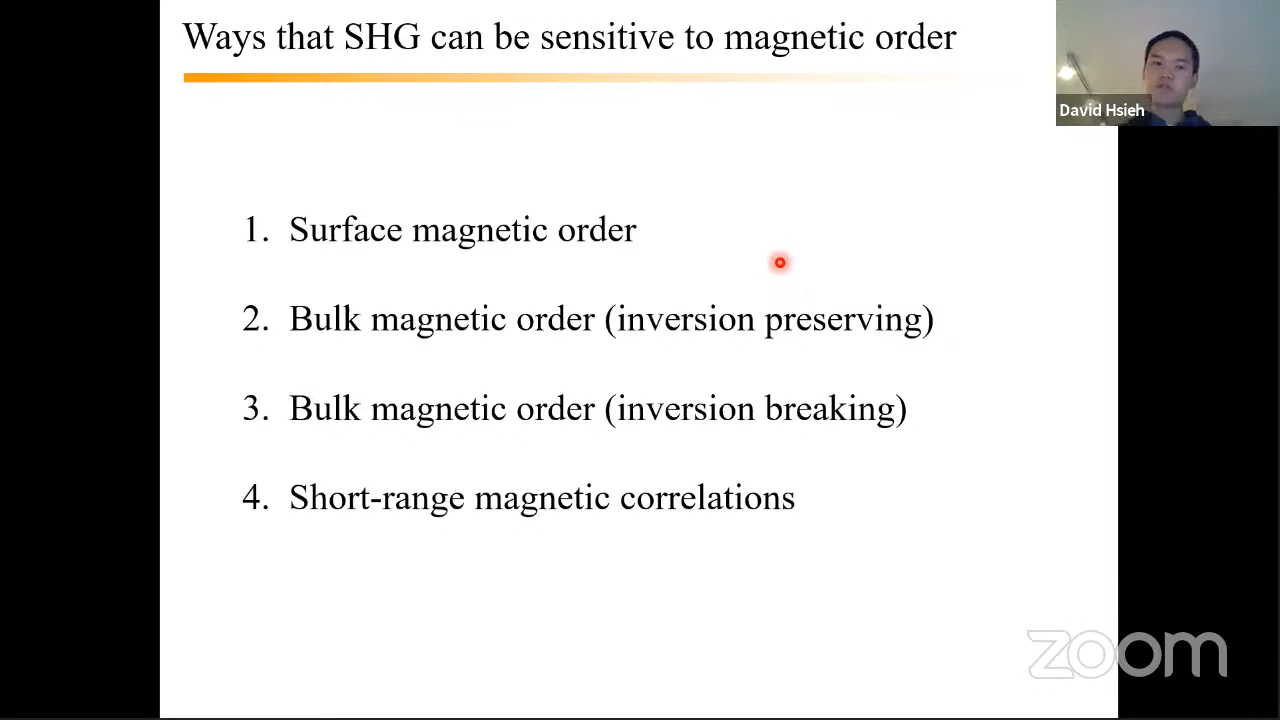 Ways that SHG can be sensitive to magnetic order
David Hsieh
1. Surface magnetic order
2. Bulk magnetic order (inversion preserving)
3. Bulk magnetic order (inversion breaking)
4. Short-range magnetic correlations
zoom